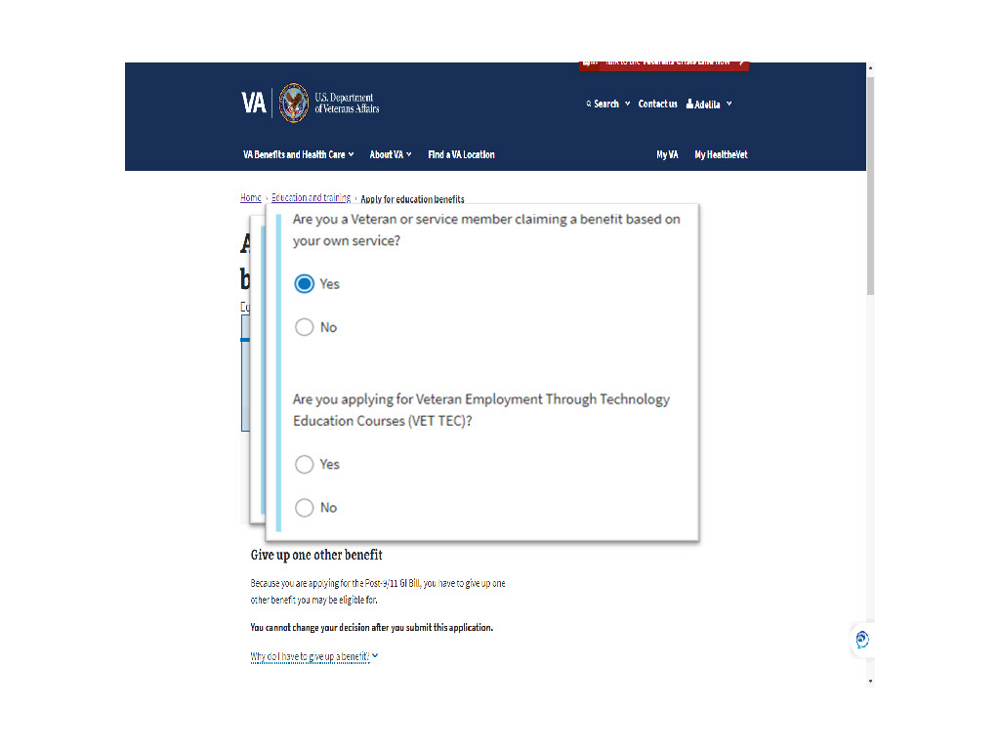 VA
U.S. Department
of Veterans Affairs
Search
Contact us
Adelila
VA Benefits and Health Care
About VA
Find a VA Location
My VA
My HealtheVet
Home › Education and training › Apply for education benefits
Are you a Veteran or service member claiming a benefit based on
your own service?
Yes
No
Are you applying for Veteran Employment Through Technology
Education Courses (VET TEC)?
Yes
No
Give up one other benefit
Because you are applying for the Post-9/11 GI Bill, you have to give up one
other benefit you may be eligible for.
You cannot change your decision after you submit this application.
Why do I have to give up a benefit?